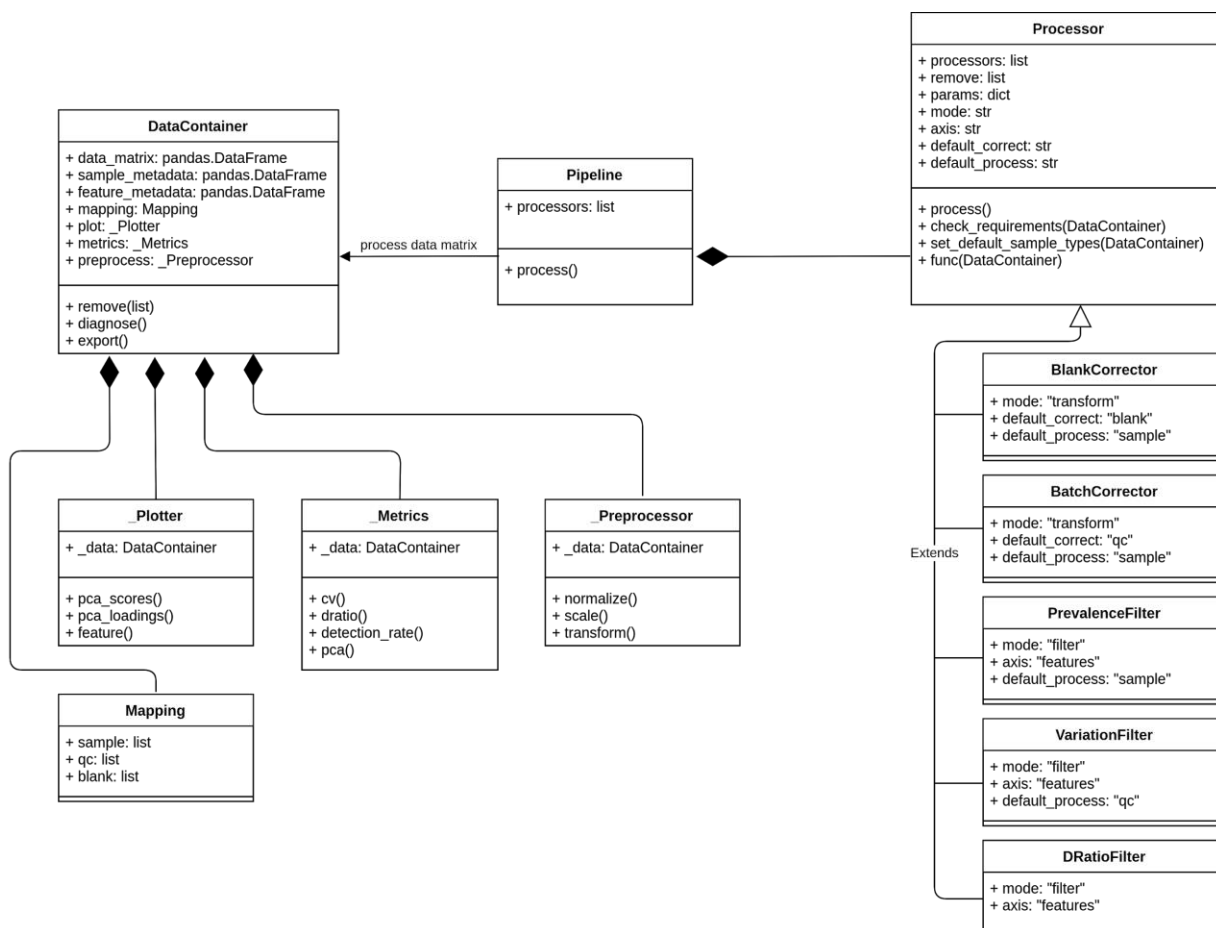 Processor
+ processors: list
+ remove: list
+ params: dict
+ mode: str
+ axis: str
+ default_correct: str
+ default_process: str
+ process()
+ check_requirements(DataContainer)
+ set_default_sample_types(DataContainer)
+ func(DataContainer)
DataContainer
+ data_matrix: pandas.DataFrame
+ sample_metadata: pandas.DataFrame
+ feature_metadata: pandas.DataFrame
+ mapping: Mapping
+ plot: _Plotter
+ metrics: _Metrics
+ preprocess: _Preprocessor
+ remove(list)
+ diagnose()
+ export()
process data matrix
Pipeline
+ processors: list
+ process()
_Plotter
+ _data: DataContainer
+ pca_scores()
+ pca_loadings()
+ feature()
_Metrics
+ _data: DataContainer
+ cv()
+ dratio()
+ detection_rate()
+ pca()
_Preprocessor
+ _data: DataContainer
+ normalize()
+ scale()
+ transform()
Mapping
+ sample: list
+ qc: list
+ blank: list
Extends
BlankCorrector
+ mode: "transform"
+ default_correct: "blank"
+ default_process: "sample"
BatchCorrector
+ mode: "transform"
+ default_correct: "qc"
+ default_process: "sample"
PrevalenceFilter
+ mode: "filter"
+ axis: "features"
+ default_process: "sample"
VariationFilter
+ mode: "filter"
+ axis: "features"
+ default_process: "qc"
DRatioFilter
+ mode: "filter"
+ axis: "features"